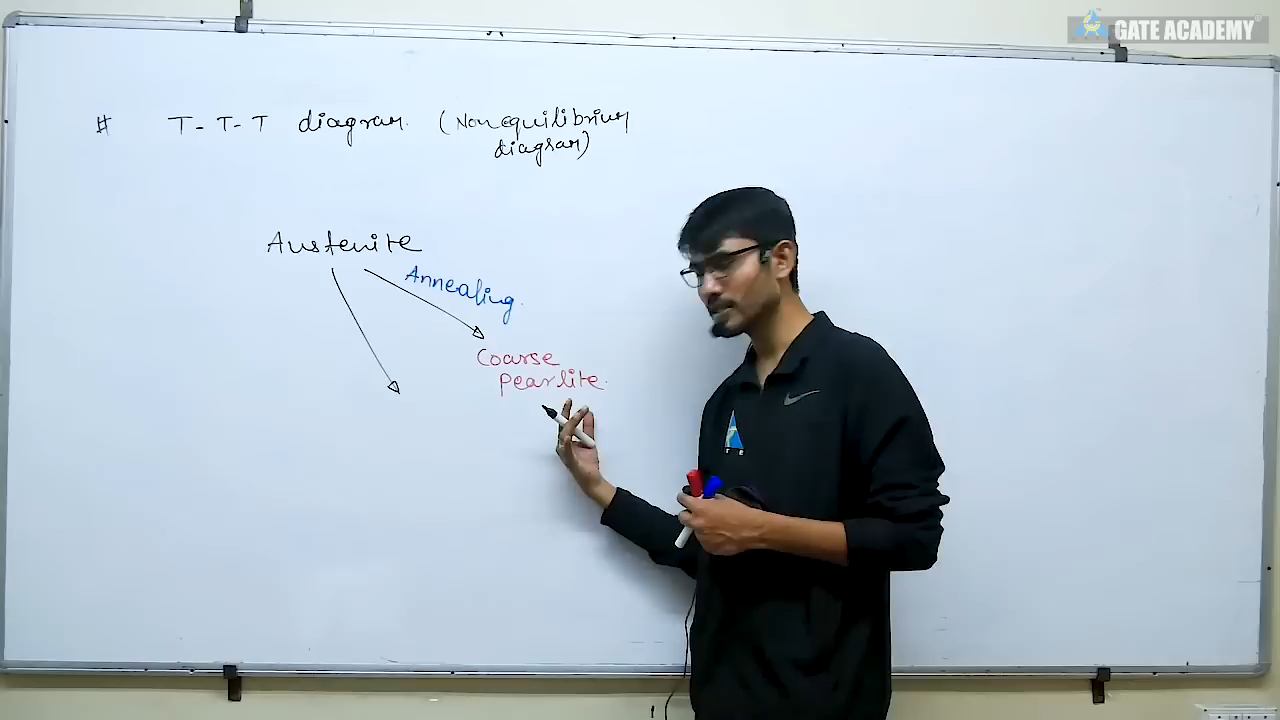 GATE ACADEMY
# T-T-T diagram. (Nonequilibrium
diagram)
Austenite
Annealing.
Coarse
pearlite.